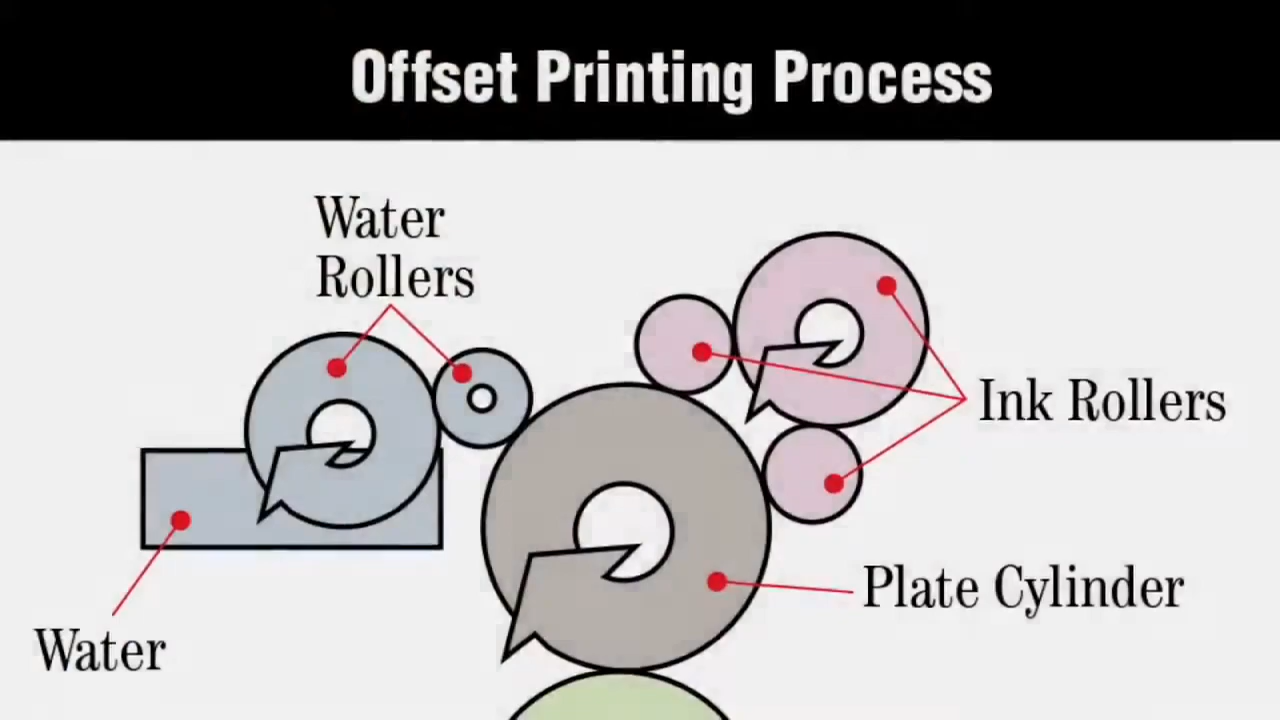 Offset Printing Process
Water
Rollers
Ink Rollers
Plate Cylinder
Water